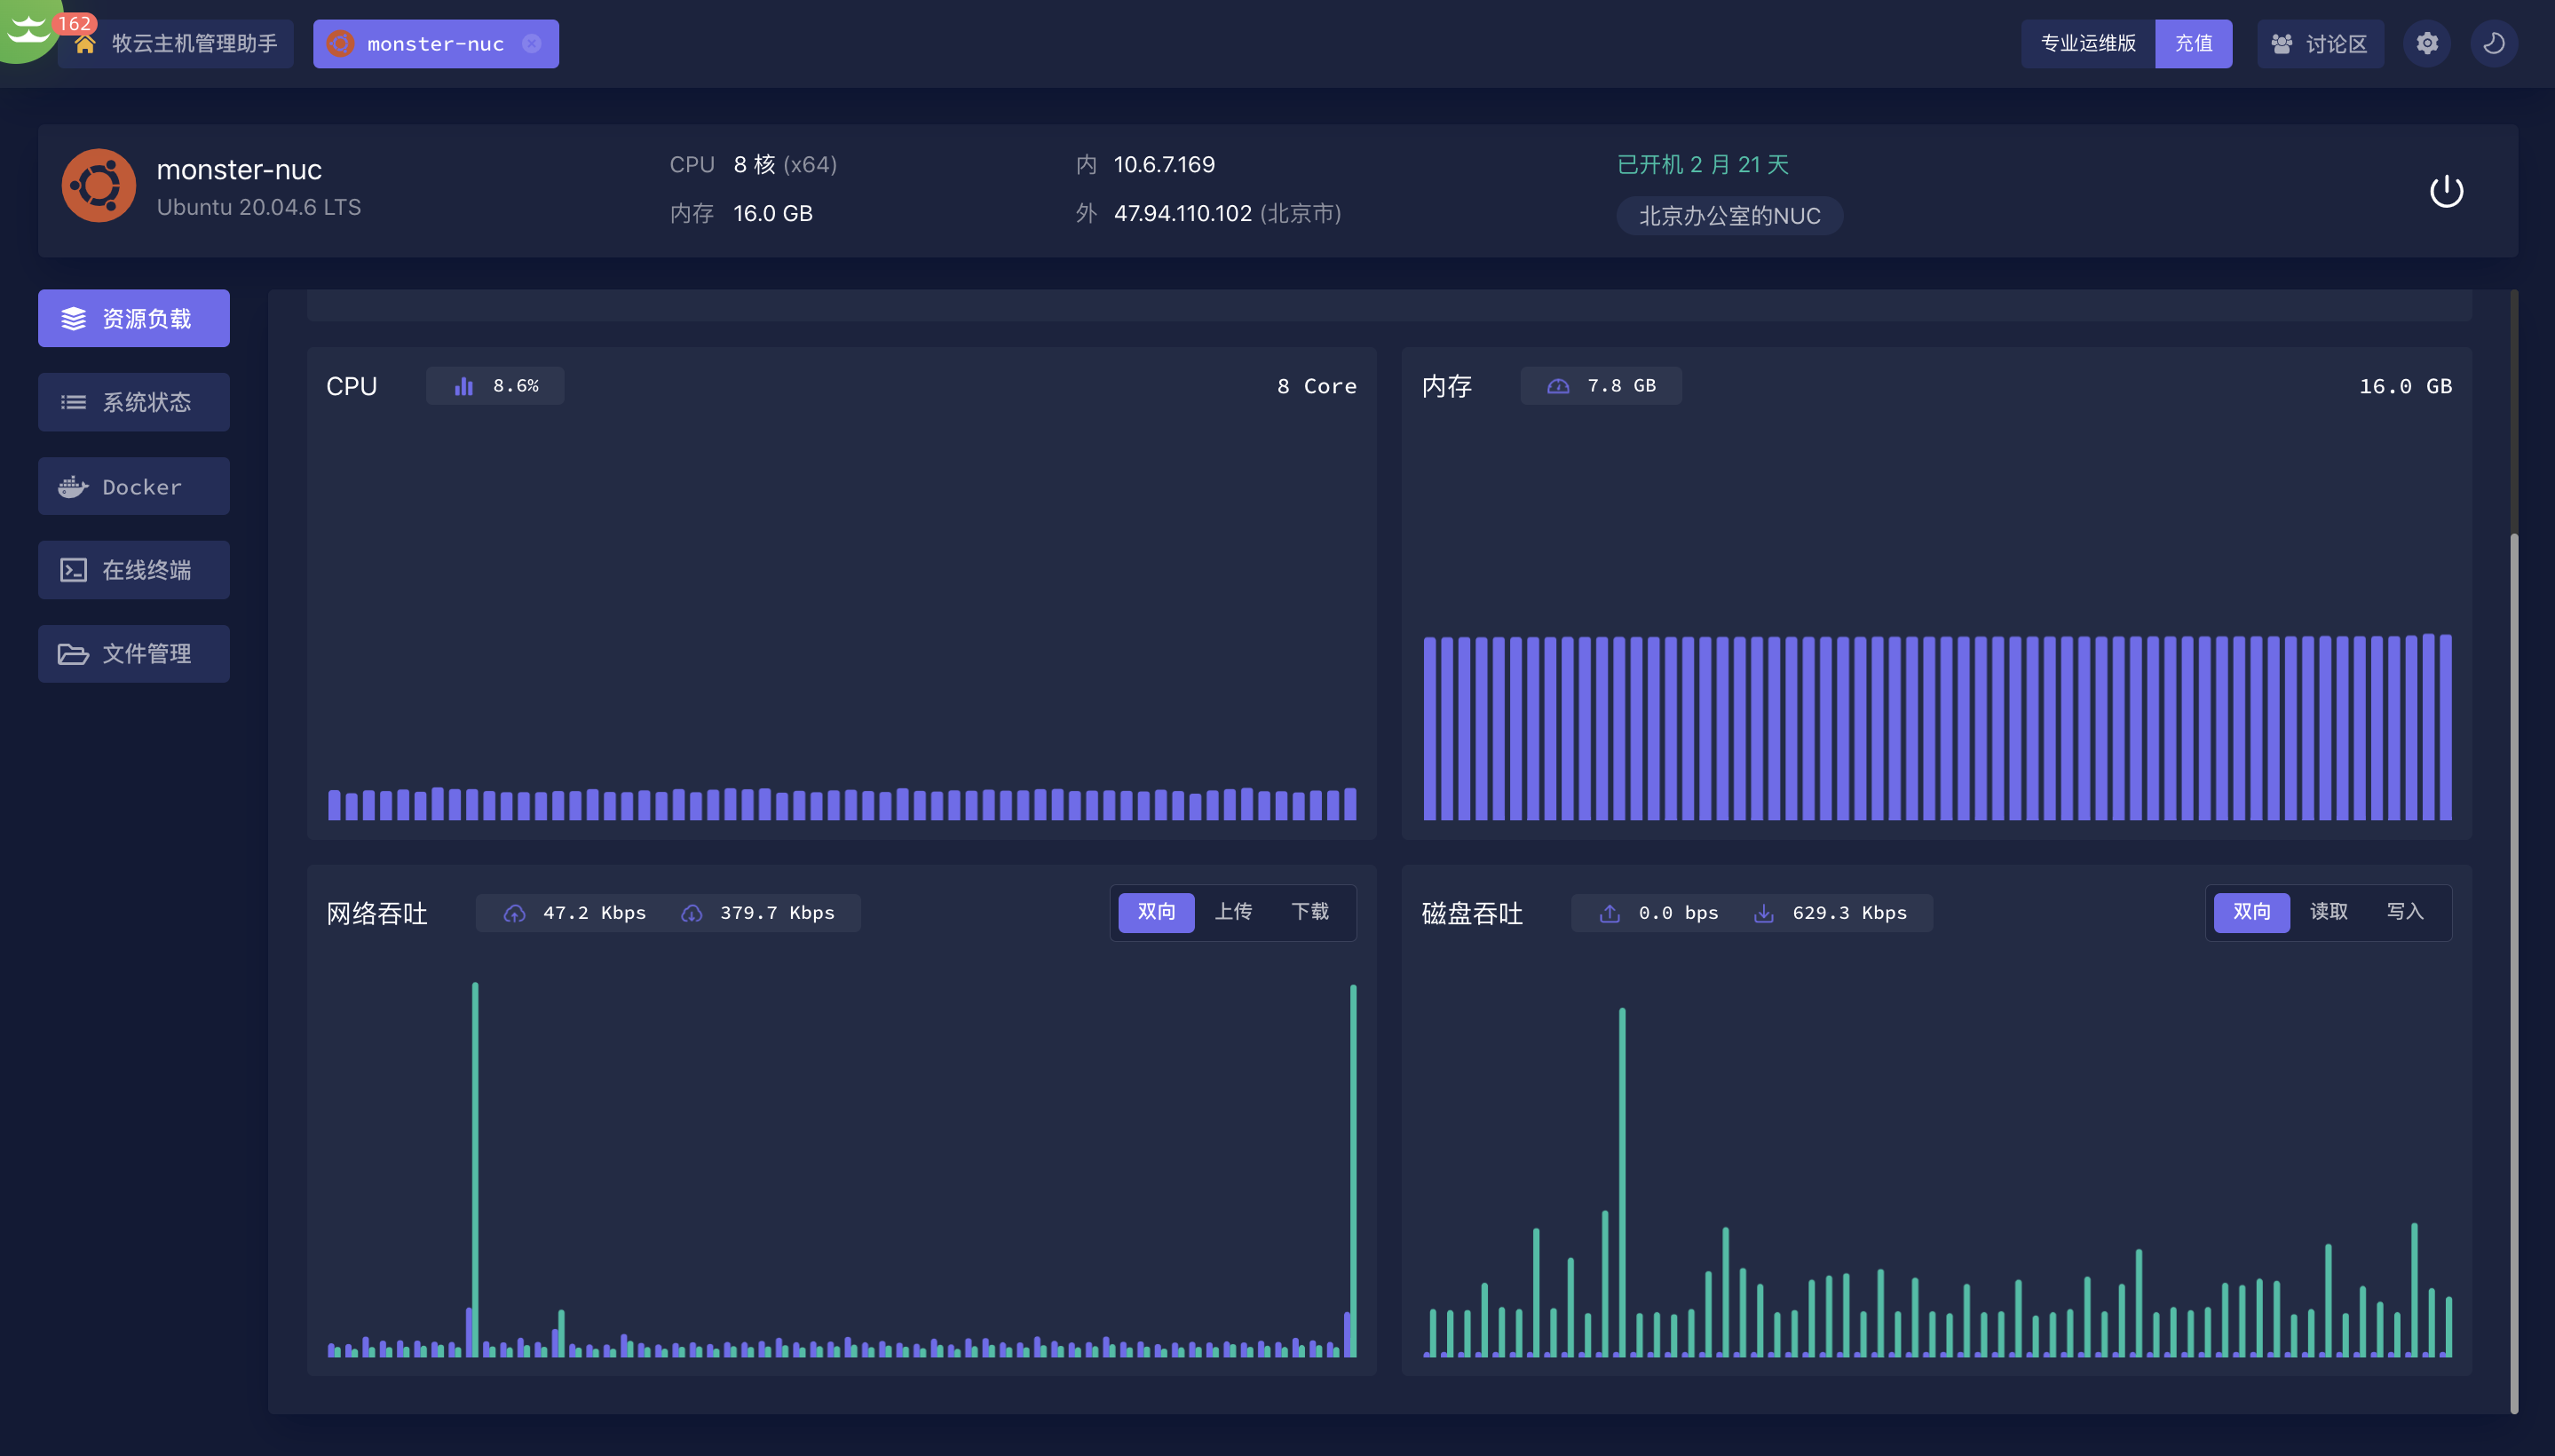 162
牧云主机管理助手
monster-nuc
专业运维版
充值
讨论区
monster-nuc
Ubuntu 20.04.6 LTS
CPU 8 核 (x64)
内存 16.0 GB
内 10.6.7.169
外 47.94.110.102 (北京市)
已开机 2 月 21 天
北京办公室的NUC
资源负载
系统状态
Docker
在线终端
文件管理
CPU
8.6%
8 Core
内存
7.8 GB
16.0 GB
网络吞吐
47.2 Kbps
379.7 Kbps
双向
上传
下载
磁盘吞吐
0.0 bps
629.3 Kbps
双向
读取
写入